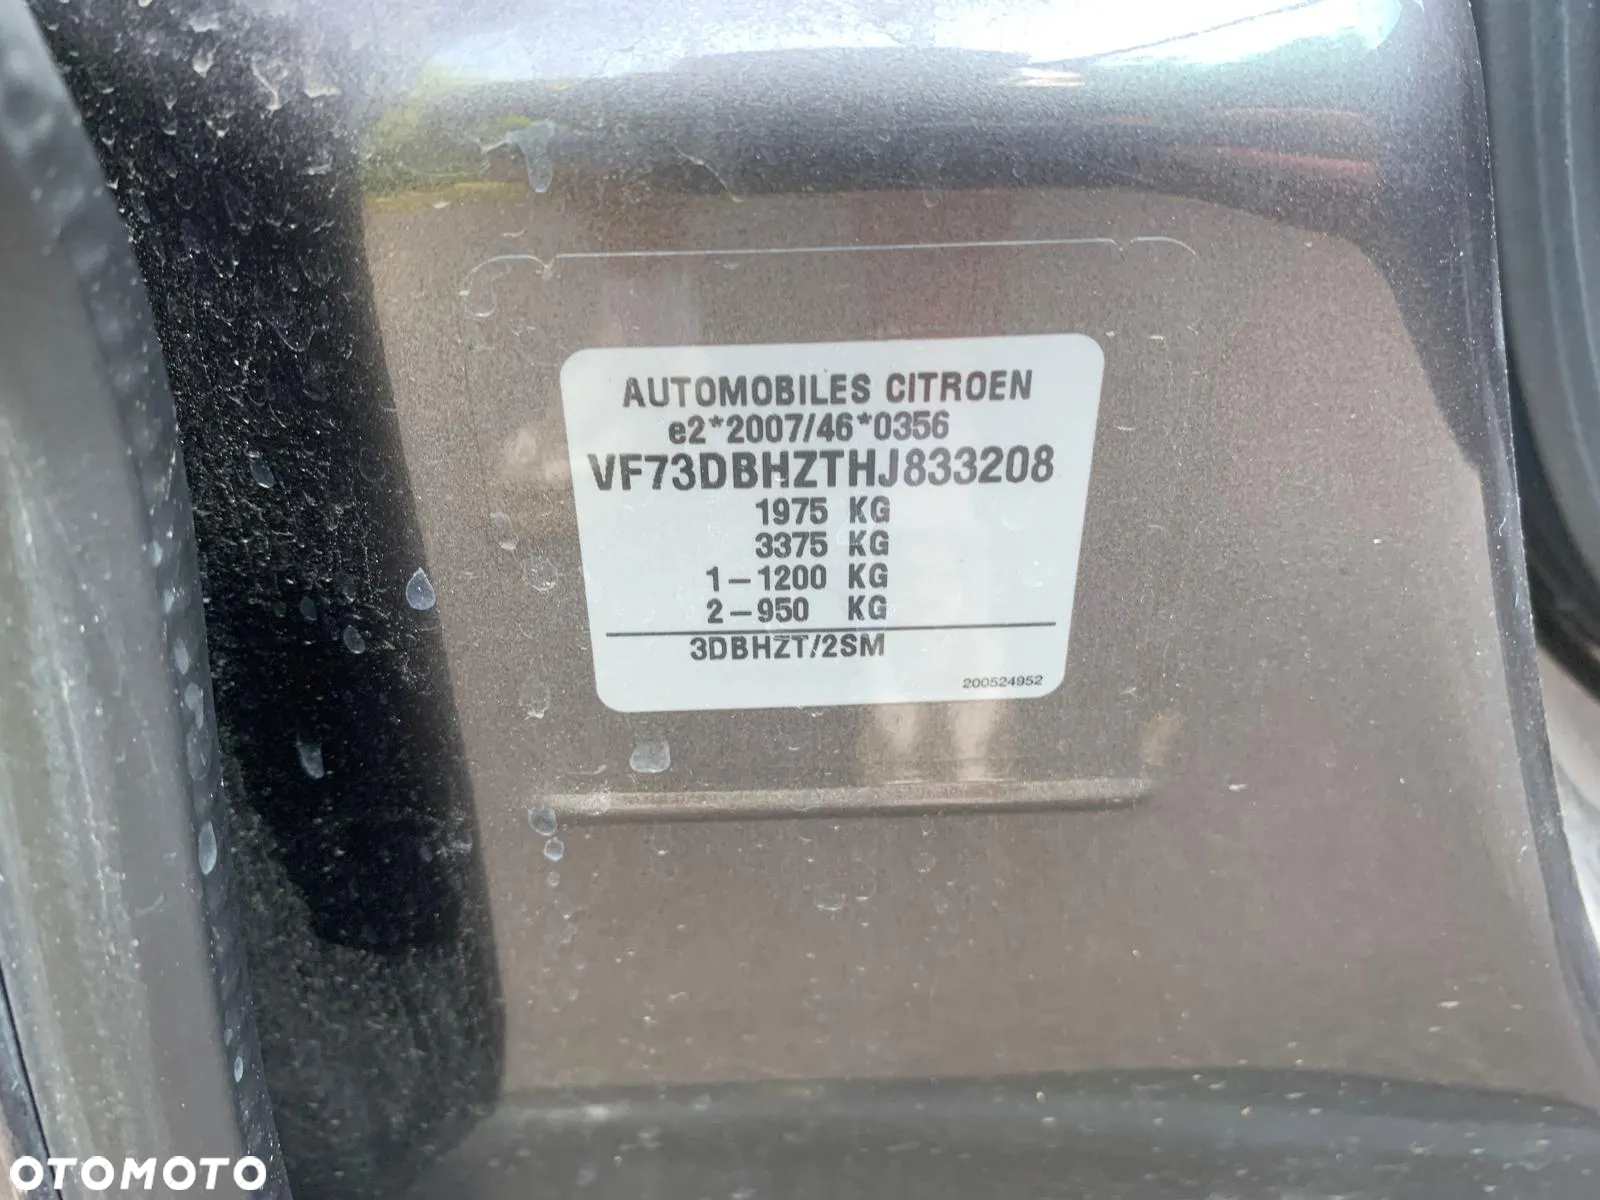 AUTOMOBILES CITROEN
e2*2007/46*0356
VF73DBHZTHJ833208
1975 KG
3375 KG
1-1200 KG
2-950 KG
3DBHZT/2SM
200524952
OTOMOTO